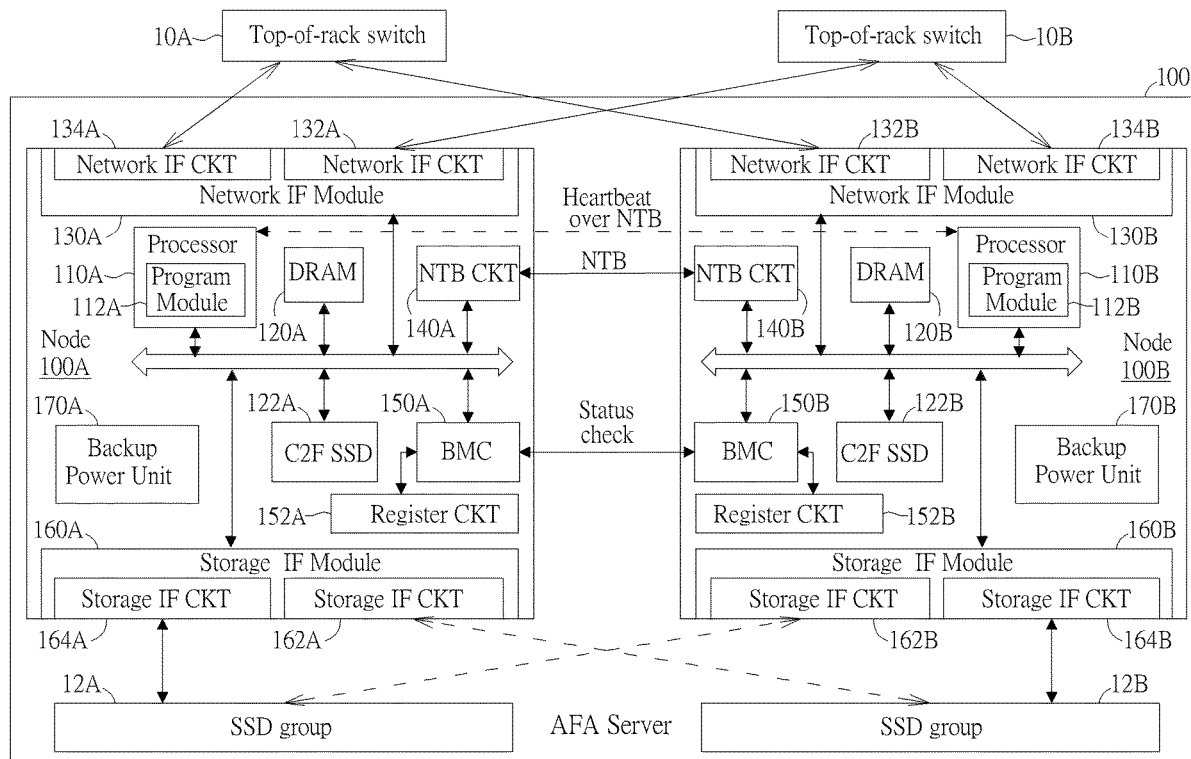 10A
Top-of-rack switch
Top-of-rack switch
10B
100
134A
132A
132B
134B
Network IF CKT
Network IF CKT
Network IF CKT
Network IF CKT
Network IF Module
Network IF Module
Heartbeat
over NTB
130A
130B
Processor
Program
Module
110A
112A
DRAM
120A
NTB CKT
140A
NTB
NTB CKT
140B
DRAM
120B
Processor
Program
Module
110B
112B
Node
100A
Node
100B
170A
Backup
Power Unit
122A
C2F SSD
150A
BMC
Status
check
150B
BMC
122B
C2F SSD
170B
Backup
Power Unit
152A
Register CKT
Register CKT
152B
160A
160B
Storage IF Module
Storage IF Module
Storage IF CKT
Storage IF CKT
Storage IF CKT
Storage IF CKT
164A
162A
162B
164B
12A
12B
SSD group
AFA Server
SSD group